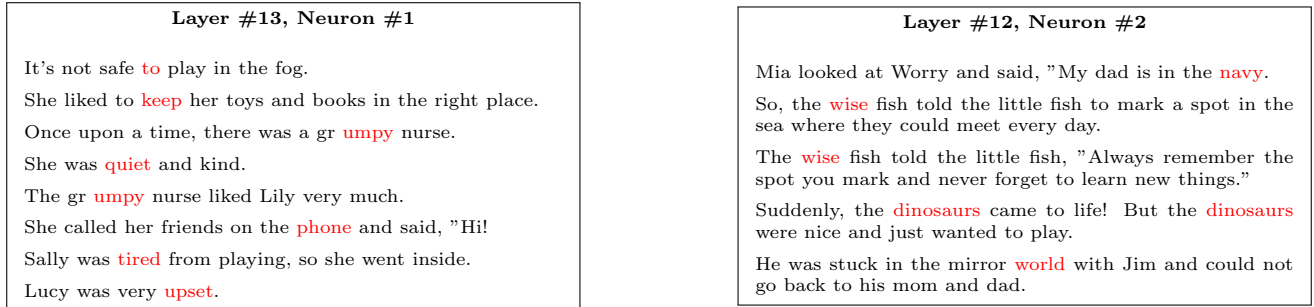 Layer #13, Neuron #1
It's not safe to play in the fog.
She liked to keep her toys and books in the right place.
Once upon a time, there was a gr umpy nurse.
She was quiet and kind.
The gr umpy nurse liked Lily very much.
She called her friends on the phone and said, ”Hi!
Sally was tired from playing, so she went inside.
Lucy was very upset.
Layer #12, Neuron #2
Mia looked at Worry and said, ”My dad is in the navy.
So, the wise fish told the little fish to mark a spot in the
sea where they could meet every day.
The wise fish told the little fish, ”Always remember the
spot you mark and never forget to learn new things.”
Suddenly, the dinosaurs came to life! But the dinosaurs
were nice and just wanted to play.
He was stuck in the mirror world with Jim and could not
go back to his mom and dad.